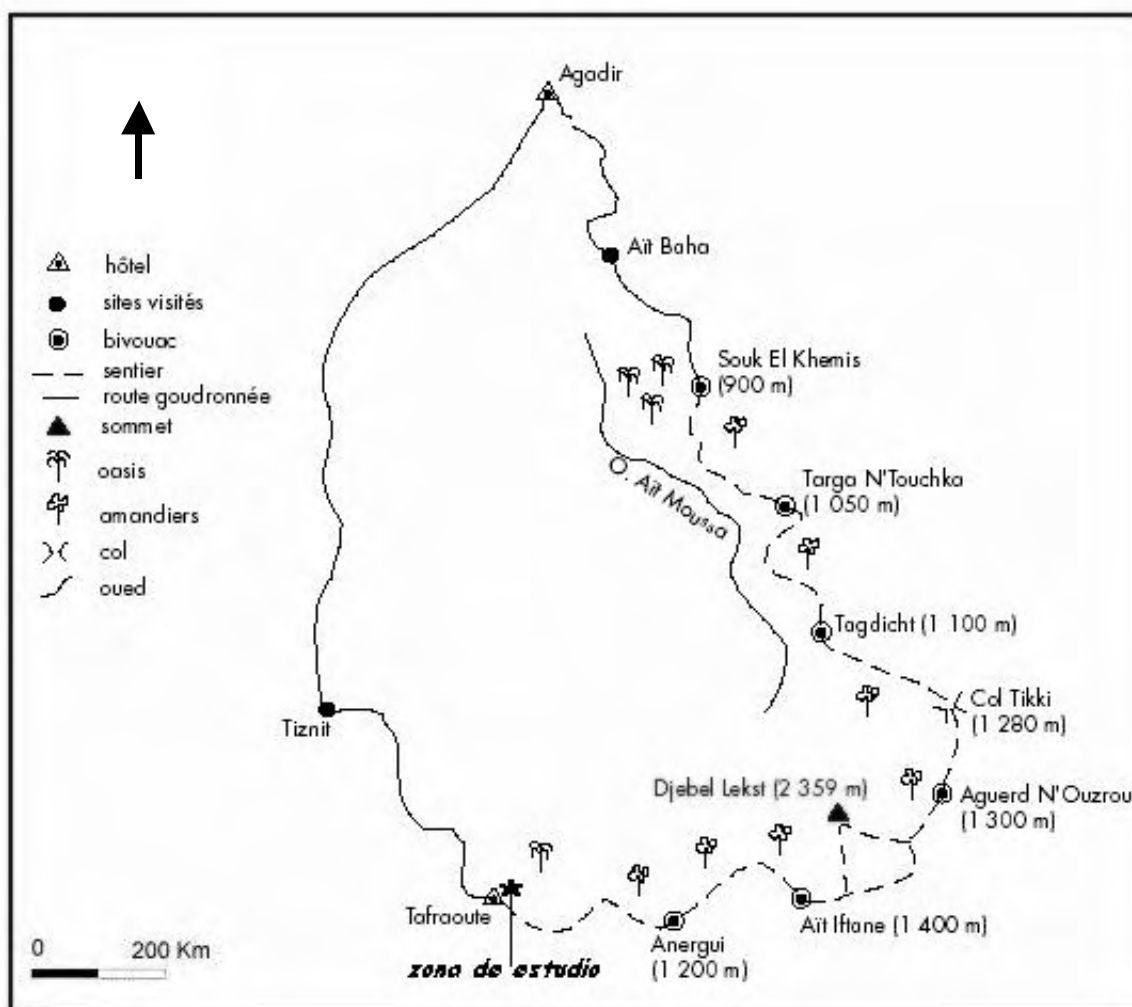 Agadir
hôtel
sites visités
bivouac
sentier
route goudronnée
sommet
oasis
amandiers
col
oued
Aït Baha
Souk El Khemis
(900 m)
O. Aït Moussa
Targa N'Touchka
(1 050 m)
Tagdicht (1 100 m)
Col Tikki
(1 280 m)
Tiznit
Djebel Lekst (2 359 m)
Aguerd N'Ouzrou
(1 300 m)
Tafraoute
Aït Iftane (1 400 m)
Anergui
(1 200 m)
zona de estudio
0 200 Km